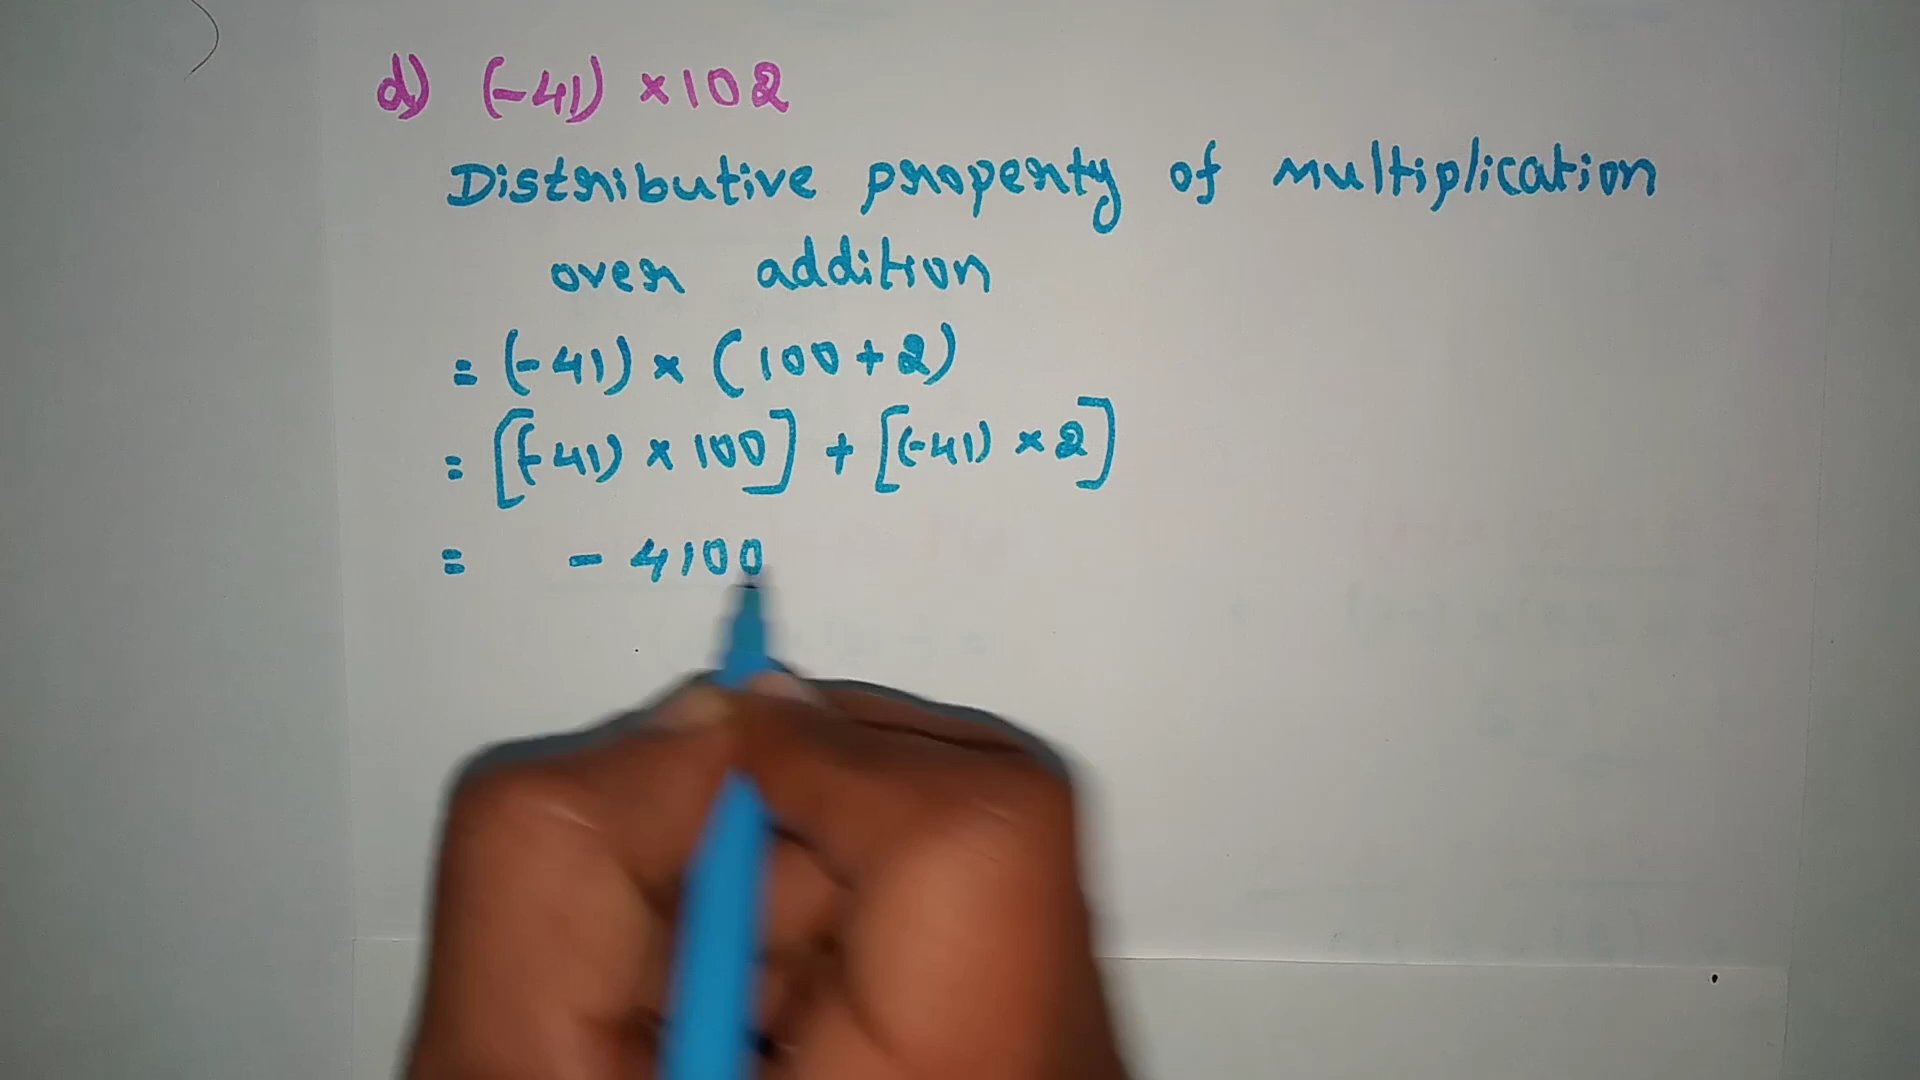 d) (-41) × 102
Distributive property of multiplication
over addition
= (-41) × (100 + 2)
= [(-41) × 100] + [(-41) × 2]
= - 4100